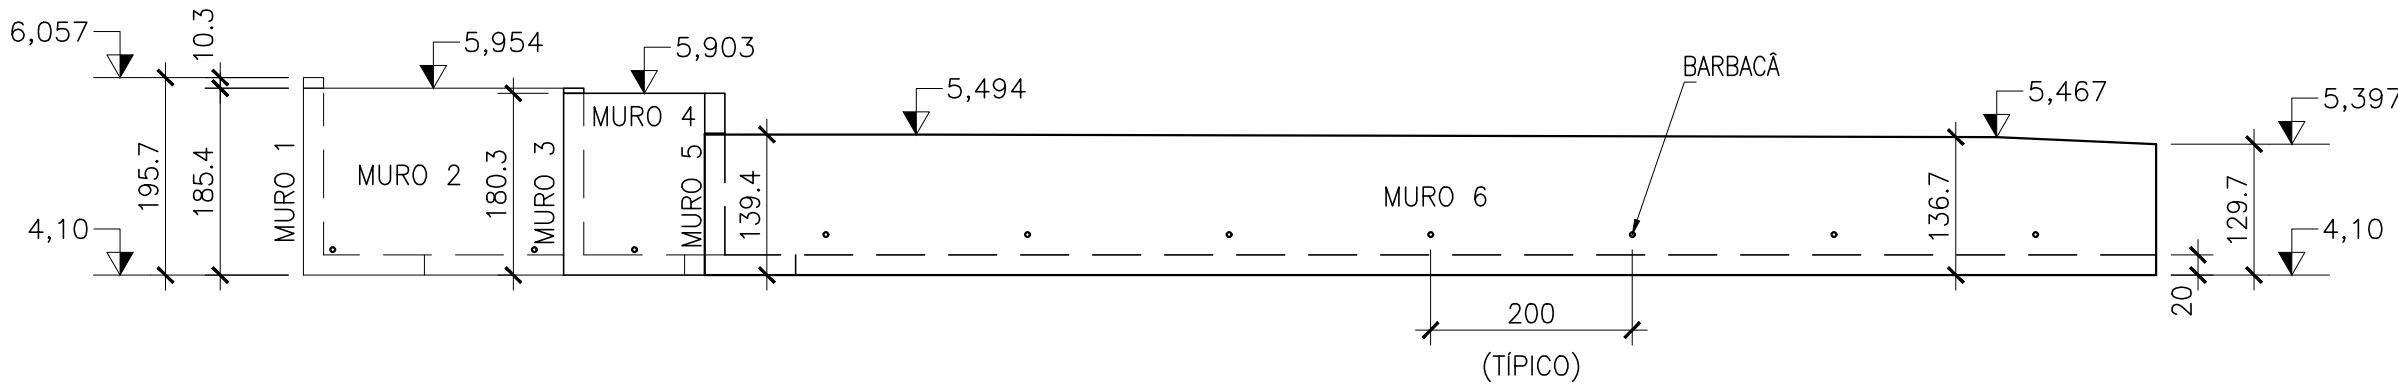 6,057
10.3
5,954
5,903
BARBACÂ
5,494
5,467
5,397
195.7
185.4
MURO 1
MURO 2
180.3
MURO 3
MURO 4
MURO 5
139.4
MURO 6
136.7
129.7
4,10
4,10
20
200
(TÍPICO)